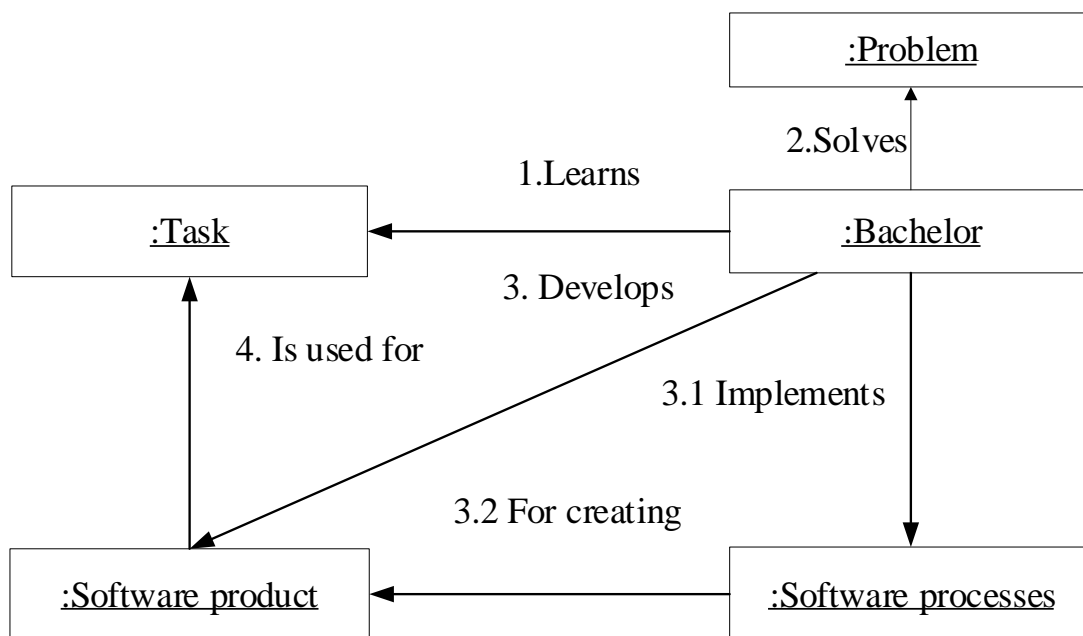 :Problem
2.Solves
1.Learns
:Task
:Bachelor
3. Develops
4. Is used for
3.1 Implements
3.2 For creating
:Software product
:Software processes